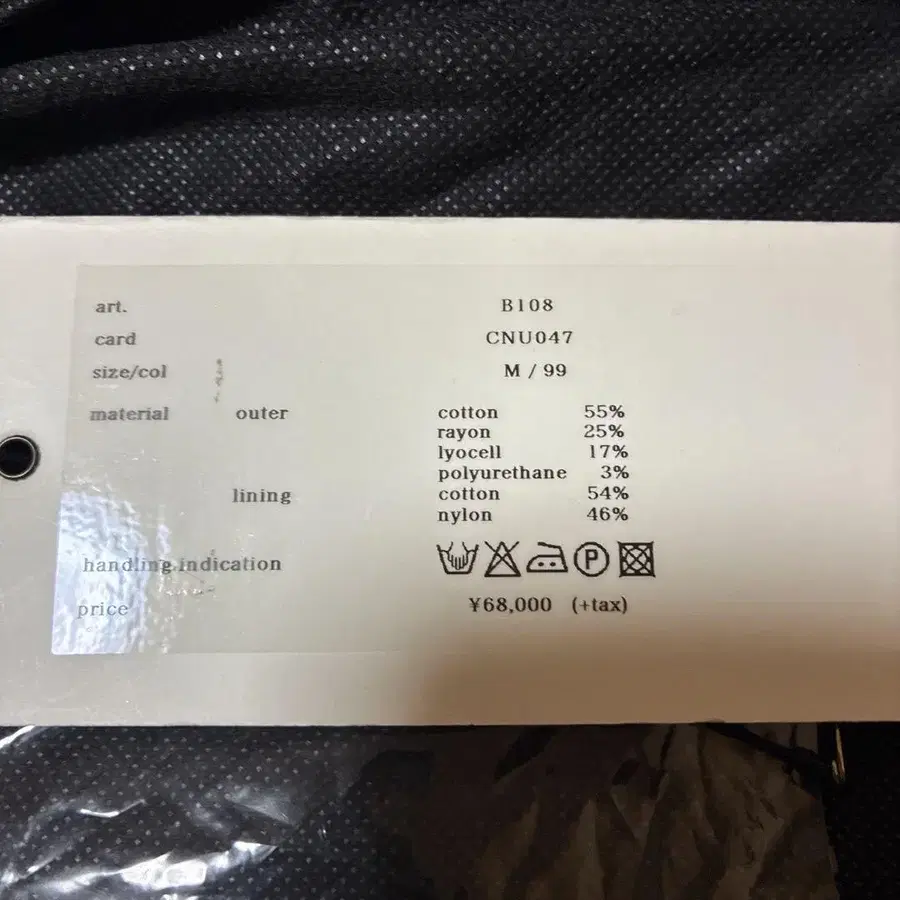 art. B108
card CNU047
size/col M / 99
material outer cotton 55%
rayon 25%
lyocell 17%
polyurethane 3%
lining cotton 54%
nylon 46%
handling.indication P
price ¥68,000 (+tax)